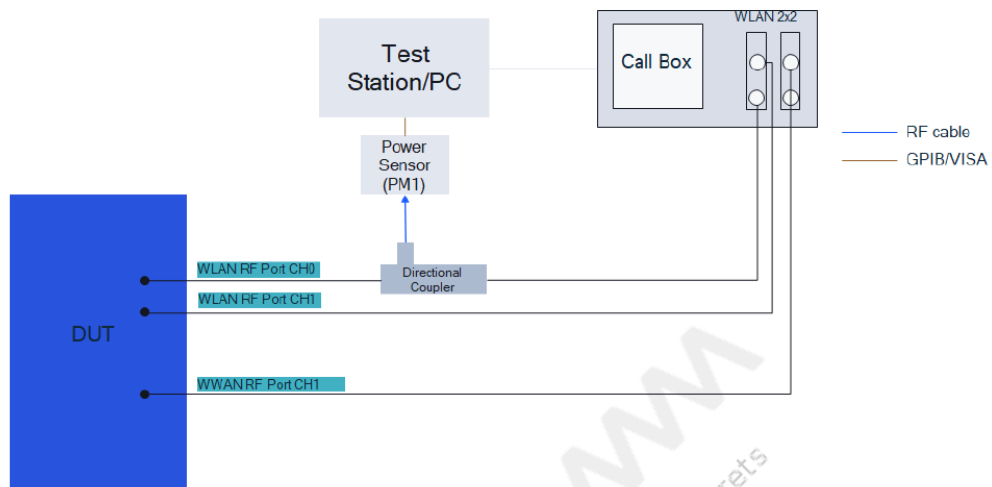 WLAN 2x2
Test
Station/PC
Call Box
RF cable
GPIB/VISA
Power
Sensor
(PM1)
WLAN RF Port CH0
Directional
Coupler
WLAN RF Port CH1
DUT
WWAN RF Port CH1